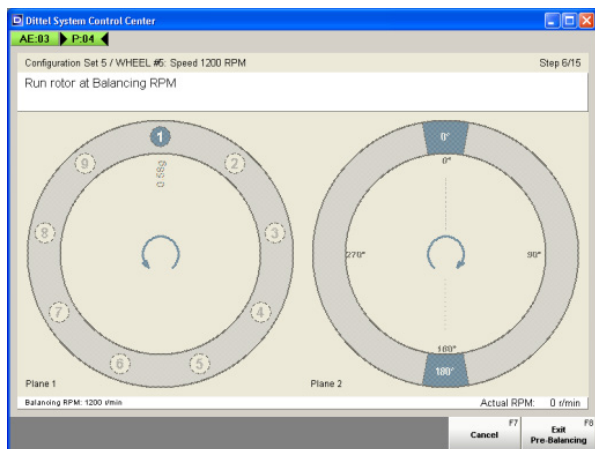 Dittel System Control Center
AE:03 P:04
Configuration Set 5 / WHEEL #5: Speed 1200 RPM
Step 6/15
Run rotor at Balancing RPM
1
2
3
4
5
6
7
8
9
Plane 1
0°
0°
90°
180°
180°
270°
Plane 2
Balancing RPM: 1200 r/min
Actual RPM: 0 r/min
F7
Cancel
F8
Exit
Pre-Balancing